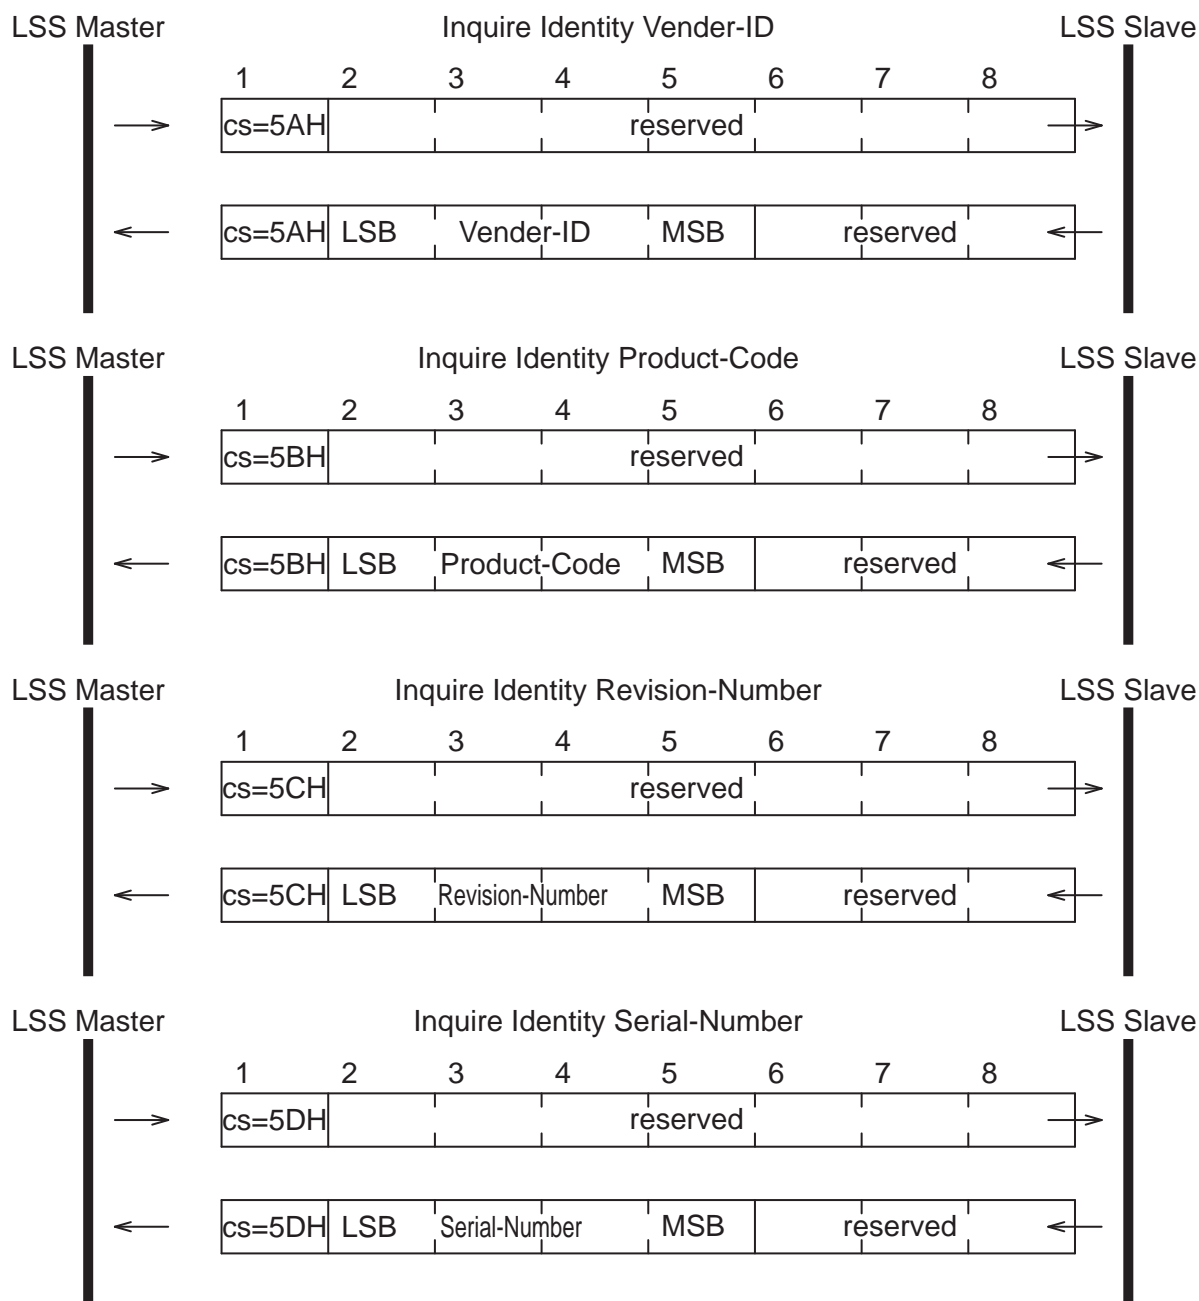 LSS Master Inquire Identity Vender-ID LSS Slave
1 2 3 4 5 6 7 8
cs=5AH reserved
cs=5AH LSB Vender-ID MSB reserved
LSS Master Inquire Identity Product-Code LSS Slave
1 2 3 4 5 6 7 8
cs=5BH reserved
cs=5BH LSB Product-Code MSB reserved
LSS Master Inquire Identity Revision-Number LSS Slave
1 2 3 4 5 6 7 8
cs=5CH reserved
cs=5CH LSB Revision-Number MSB reserved
LSS Master Inquire Identity Serial-Number LSS Slave
1 2 3 4 5 6 7 8
cs=5DH reserved
cs=5DH LSB Serial-Number MSB reserved